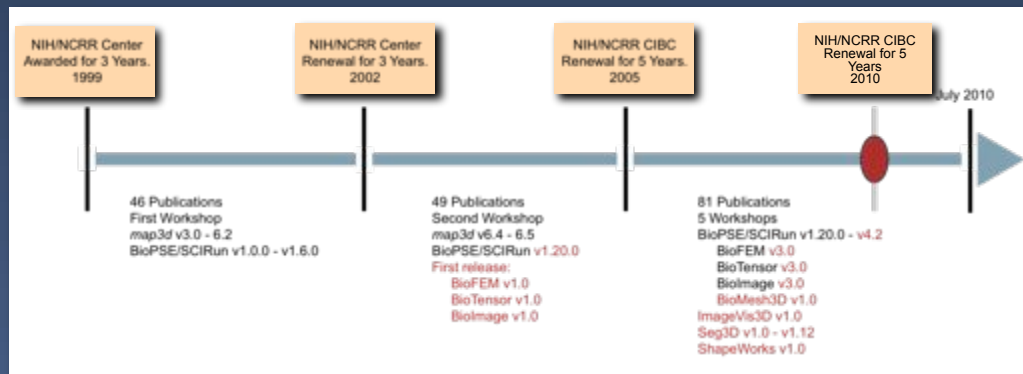 NIH/NCRR Center
Awarded for 3 Years.
1999
NIH/NCRR Center
Renewal for 3 Years.
2002
NIH/NCRR CIBC
Renewal for 5 Years.
2005
NIH/NCRR CIBC
Renewal for 5
Years
2010
July 2010
46 Publications
First Workshop
map3d v3.0 - 6.2
BioPSE/SCIRun v1.0.0 - v1.6.0
49 Publications
Second Workshop
map3d v6.4 - 6.5
BioPSE/SCIRun v1.20.0
First release:
BioFEM v1.0
BioTensor v1.0
BioImage v1.0
81 Publications
5 Workshops
BioPSE/SCIRun v1.20.0 - v4.2
BioFEM v3.0
BioTensor v3.0
BioImage v3.0
BioMesh3D v1.0
ImageVis3D v1.0
Seg3D v1.0 - v1.12
ShapeWorks v1.0